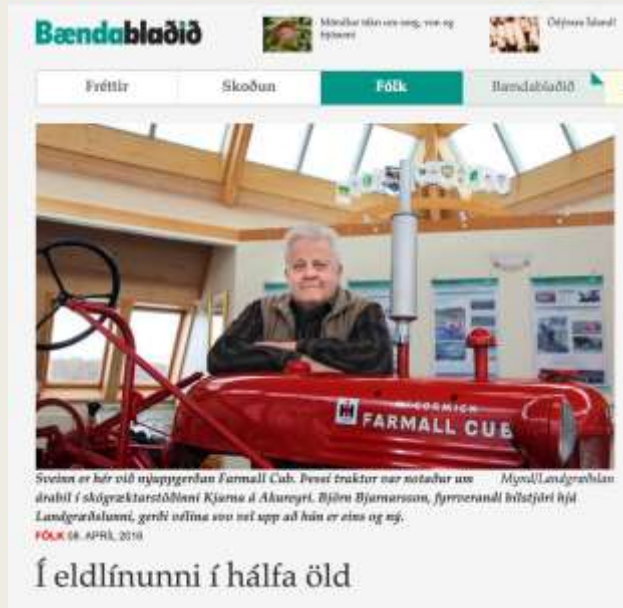 Bændablaðið
Fréttir
Skoðun
Fólk
Bændablaðið
McCORMICK
FARMALL CUB
Sveinn er hér við nýuppgerðan Farmall Cub. Þessi traktor var notaður um
Mynd/Landgræðslan
árabil í skógræktarstöðinni Kjarna á Akureyri. Björn Bjarnarsson, fyrrverandi bílstjóri hjá
Landgræðslunni, gerði vélina svo vel upp að hún er eins og ný.
FÓLK 08. APRÍL 2016
Í eldlínunni í hálfa öld